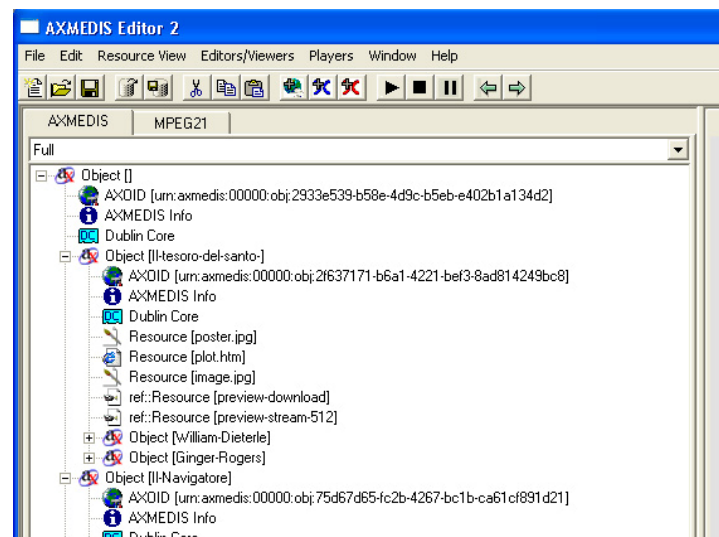 AXMEDIS Editor 2
File Edit Resource View Editors/Viewers Players Window Help
AXMEDIS MPEG21
Full
Object []
AXOID [urn:axmedis:00000:obj:2933e539-b58e-4d9c-b5eb-e402b1a134d2]
AXMEDIS Info
Dublin Core
Object [Il-tesoro-del-santo-]
AXOID [urn:axmedis:00000:obj:2f637171-b6a1-4221-bef3-8ad814249bc8]
AXMEDIS Info
Dublin Core
Resource [poster.jpg]
Resource [plot.htm]
Resource [image.jpg]
ref::Resource [preview-download]
ref::Resource [preview-stream-512]
Object [William-Dieterle]
Object [Ginger-Rogers]
Object [Il-Navigatore]
AXOID [urn:axmedis:00000:obj:75d67d65-fc2b-4267-bc1b-ca61cf891d21]
AXMEDIS Info
Dublin Core